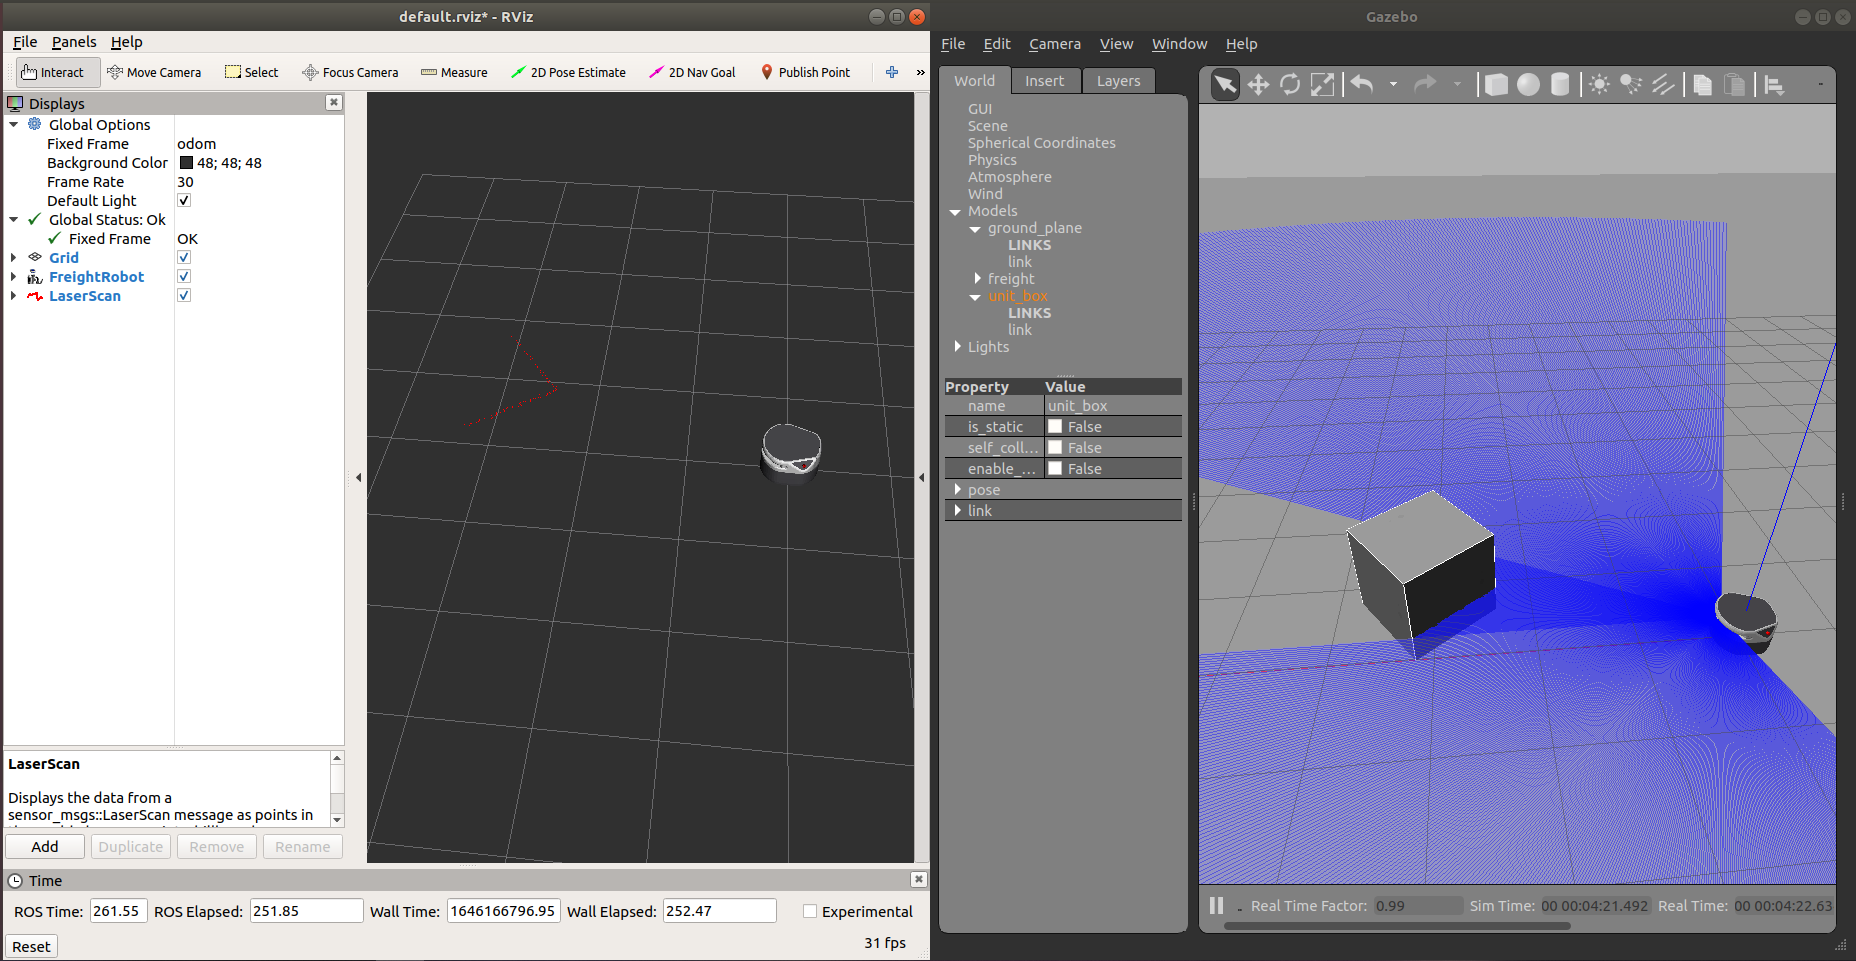 default.rviz* - RViz
File Panels Help
Interact Move Camera Select Focus Camera Measure 2D Pose Estimate 2D Nav Goal Publish Point »
Displays
Global Options
Fixed Frame odom
Background Color 48; 48; 48
Frame Rate 30
Default Light
Global Status: Ok
Fixed Frame OK
Grid
FreightRobot
LaserScan
LaserScan
Displays the data from a
sensor_msgs::LaserScan message as points in
Add Duplicate Remove Rename
Time
ROS Time: 261.55 ROS Elapsed: 251.85 Wall Time: 1646166796.95 Wall Elapsed: 252.47 Experimental
Reset 31 fps
Gazebo
File Edit Camera View Window Help
World Insert Layers
GUI
Scene
Spherical Coordinates
Physics
Atmosphere
Wind
Models
ground_plane
LINKS
link
freight
unit_box
LINKS
link
Lights
Property Value
name unit_box
is_static False
self_coll... False
enable_... False
pose
link
Real Time Factor: 0.99 Sim Time: 00 00:04:21.492 Real Time: 00 00:04:22.63